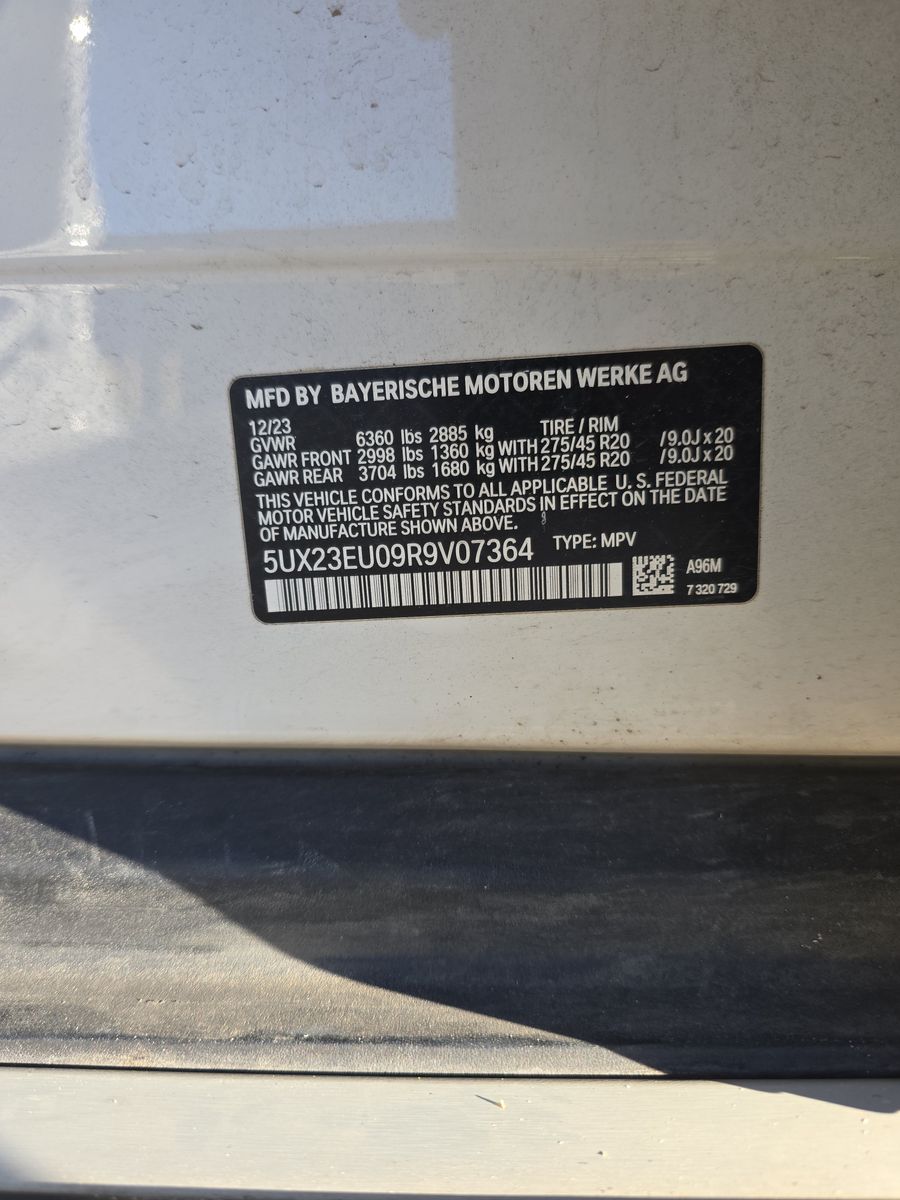 MFD BY BAYERISCHE MOTOREN WERKE AG
12/23 TIRE / RIM
GVWR 6360 lbs 2885 kg
GAWR FRONT 2998 lbs 1360 kg WITH 275/45 R20 /9.0J x 20
GAWR REAR 3704 lbs 1680 kg WITH 275/45 R20 /9.0J x 20
THIS VEHICLE CONFORMS TO ALL APPLICABLE U. S. FEDERAL
MOTOR VEHICLE SAFETY STANDARDS IN EFFECT ON THE DATE
OF MANUFACTURE SHOWN ABOVE.
5UX23EU09R9V07364 TYPE: MPV
A96M
7 320 729